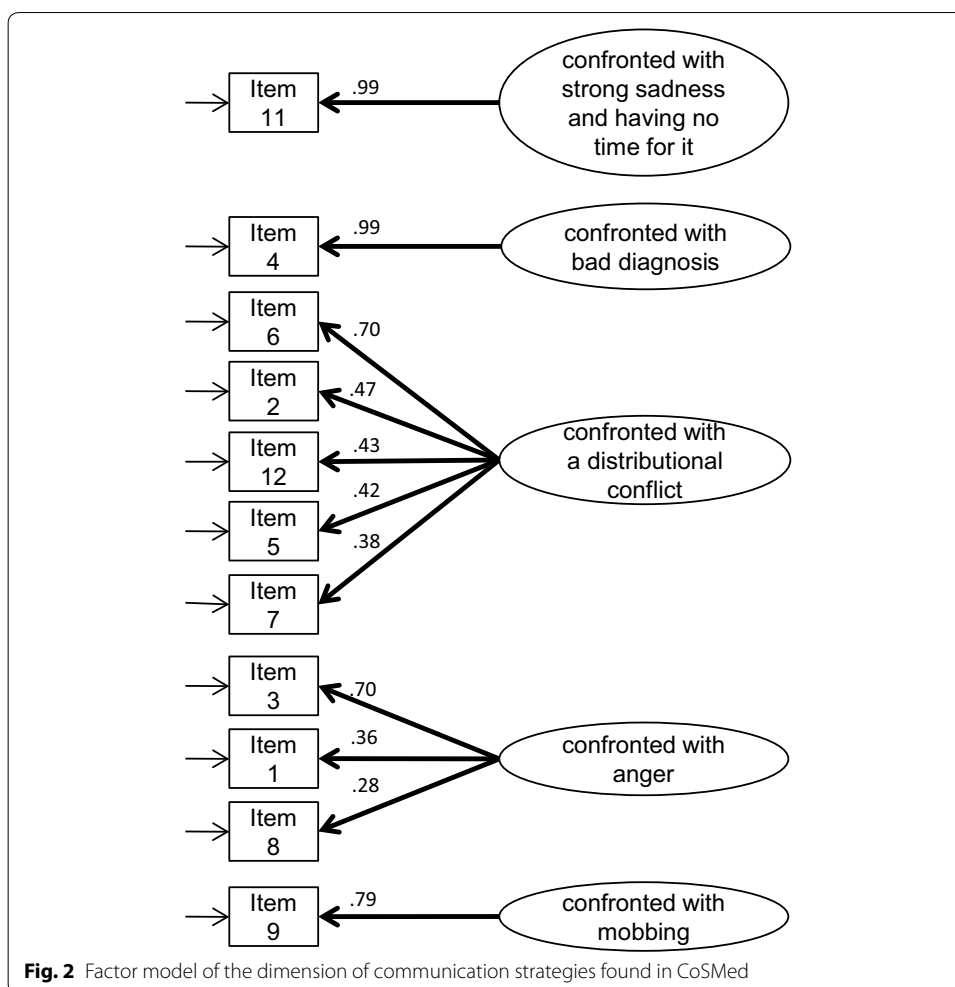 Item
11
.99
confronted with
strong sadness
and having no
time for it
Item
4
.99
confronted with
bad diagnosis
Item
6
.70
Item
2
.47
Item
12
.43
confronted with
a distributional
conflict
Item
5
.42
Item
7
.38
Item
3
.70
Item
1
.36
confronted with
anger
Item
8
.28
Item
9
.79
confronted with
mobbing
Fig. 2 Factor model of the dimension of communication strategies found in CoSMed